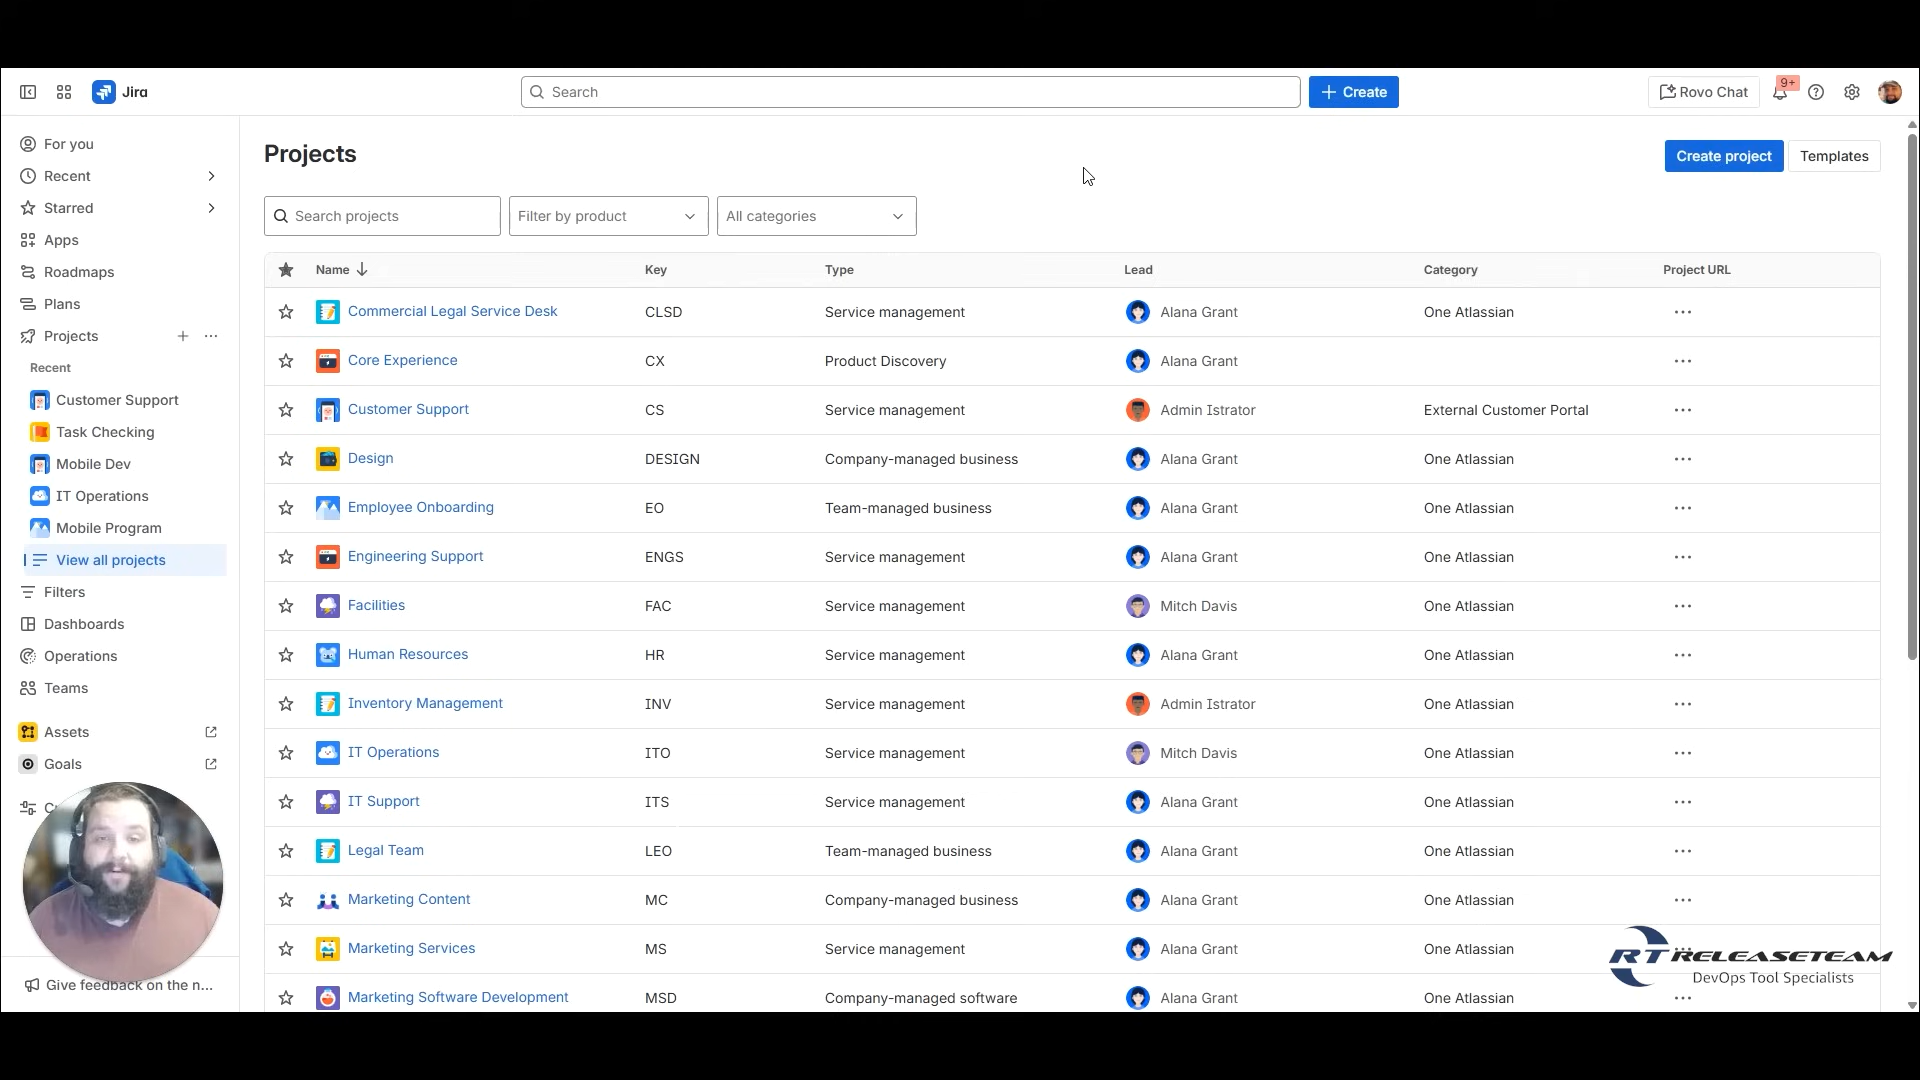 Jira
Search
Create
Rovo Chat
9+
For you
Recent
Starred
Apps
Roadmaps
Plans
Projects
Recent
Customer Support
Task Checking
Mobile Dev
IT Operations
Mobile Program
View all projects
Filters
Dashboards
Operations
Teams
Assets
Goals
Give feedback on the n...
Projects
Create project
Templates
Search projects
Filter by product
All categories
Name Key Type Lead Category Project URL
Commercial Legal Service Desk CLSD Service management Alana Grant One Atlassian
Core Experience CX Product Discovery Alana Grant
Customer Support CS Service management Admin Istrator External Customer Portal
Design DESIGN Company-managed business Alana Grant One Atlassian
Employee Onboarding EO Team-managed business Alana Grant One Atlassian
Engineering Support ENGS Service management Alana Grant One Atlassian
Facilities FAC Service management Mitch Davis One Atlassian
Human Resources HR Service management Alana Grant One Atlassian
Inventory Management INV Service management Admin Istrator One Atlassian
IT Operations ITO Service management Mitch Davis One Atlassian
IT Support ITS Service management Alana Grant One Atlassian
Legal Team LEO Team-managed business Alana Grant One Atlassian
Marketing Content MC Company-managed business Alana Grant One Atlassian
Marketing Services MS Service management Alana Grant One Atlassian
Marketing Software Development MSD Company-managed software Alana Grant One Atlassian
RT RELEASETEAM
DevOps Tool Specialists